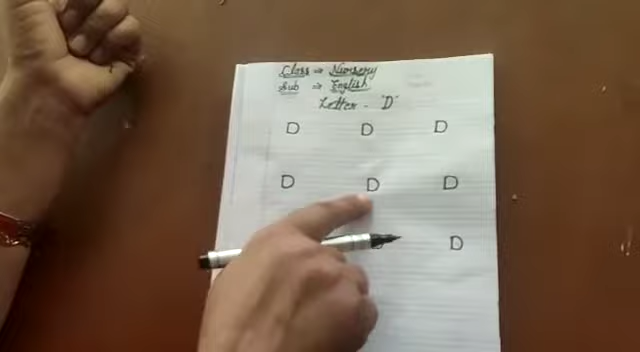 Class ⇒ Nursery
Sub ⇒ English
Letter - "D"
D D D
D D D
D